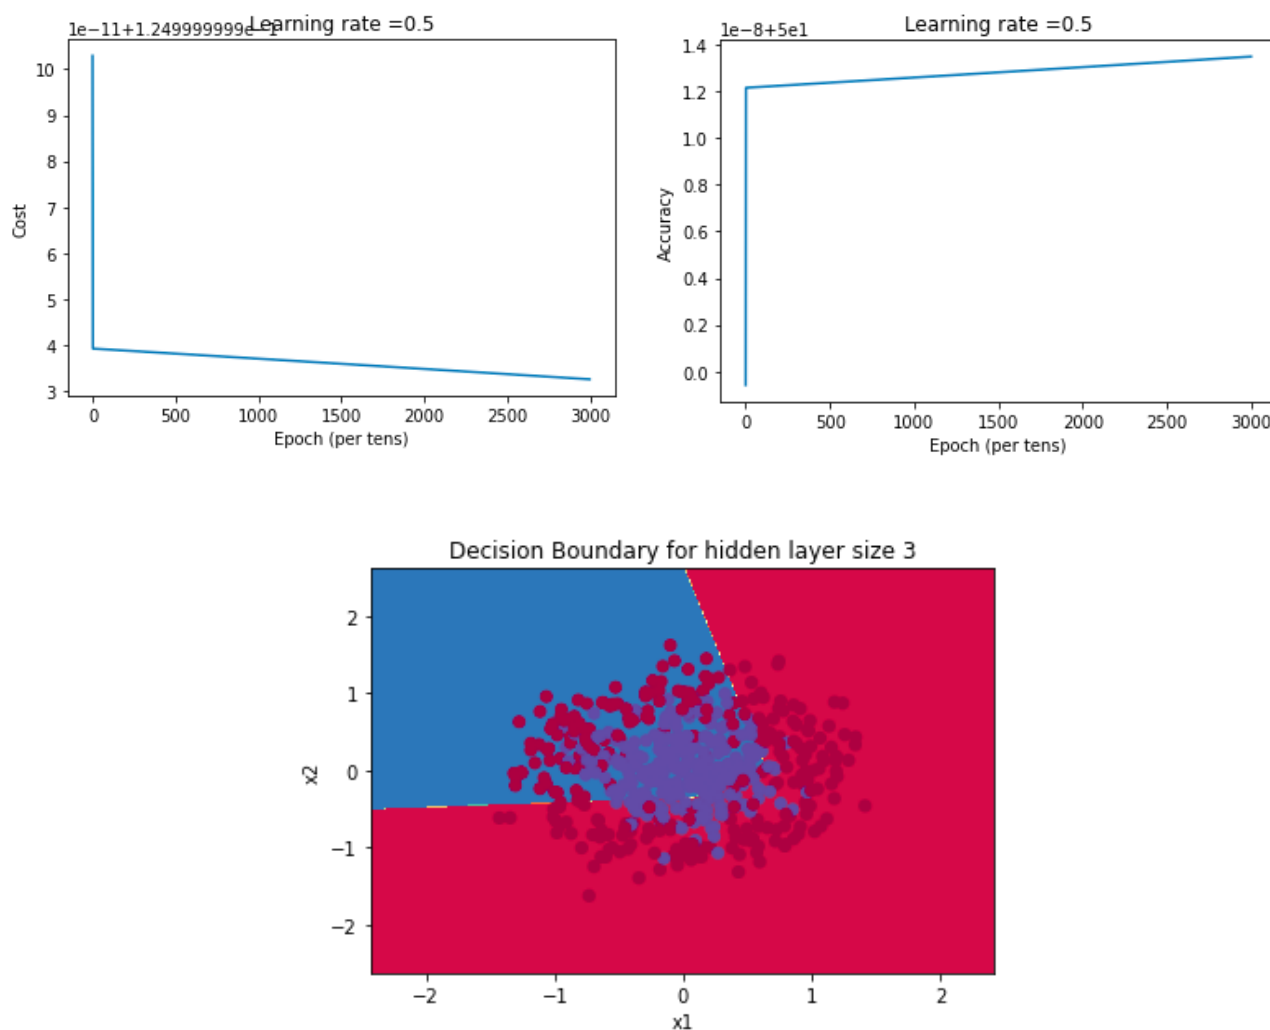 Learning rate =0.5
1e−11+1.249999999e−1
10
9
8
7
6
5
4
3
Cost
0 500 1000 1500 2000 2500 3000
Epoch (per tens)
Learning rate =0.5
1e−8+5e1
1.4
1.2
1.0
0.8
0.6
0.4
0.2
0.0
Accuracy
0 500 1000 1500 2000 2500 3000
Epoch (per tens)
Decision Boundary for hidden layer size 3
2
1
0
−1
−2
x2
−2 −1 0 1 2
x1